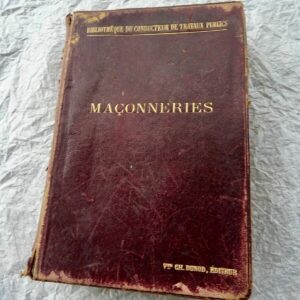 BIBLIOTHÈQUE DU CONDUCTEUR DE TRAVAUX PUBLICS
MAÇONNERIES
Vve CH. DUNOD, ÉDITEUR